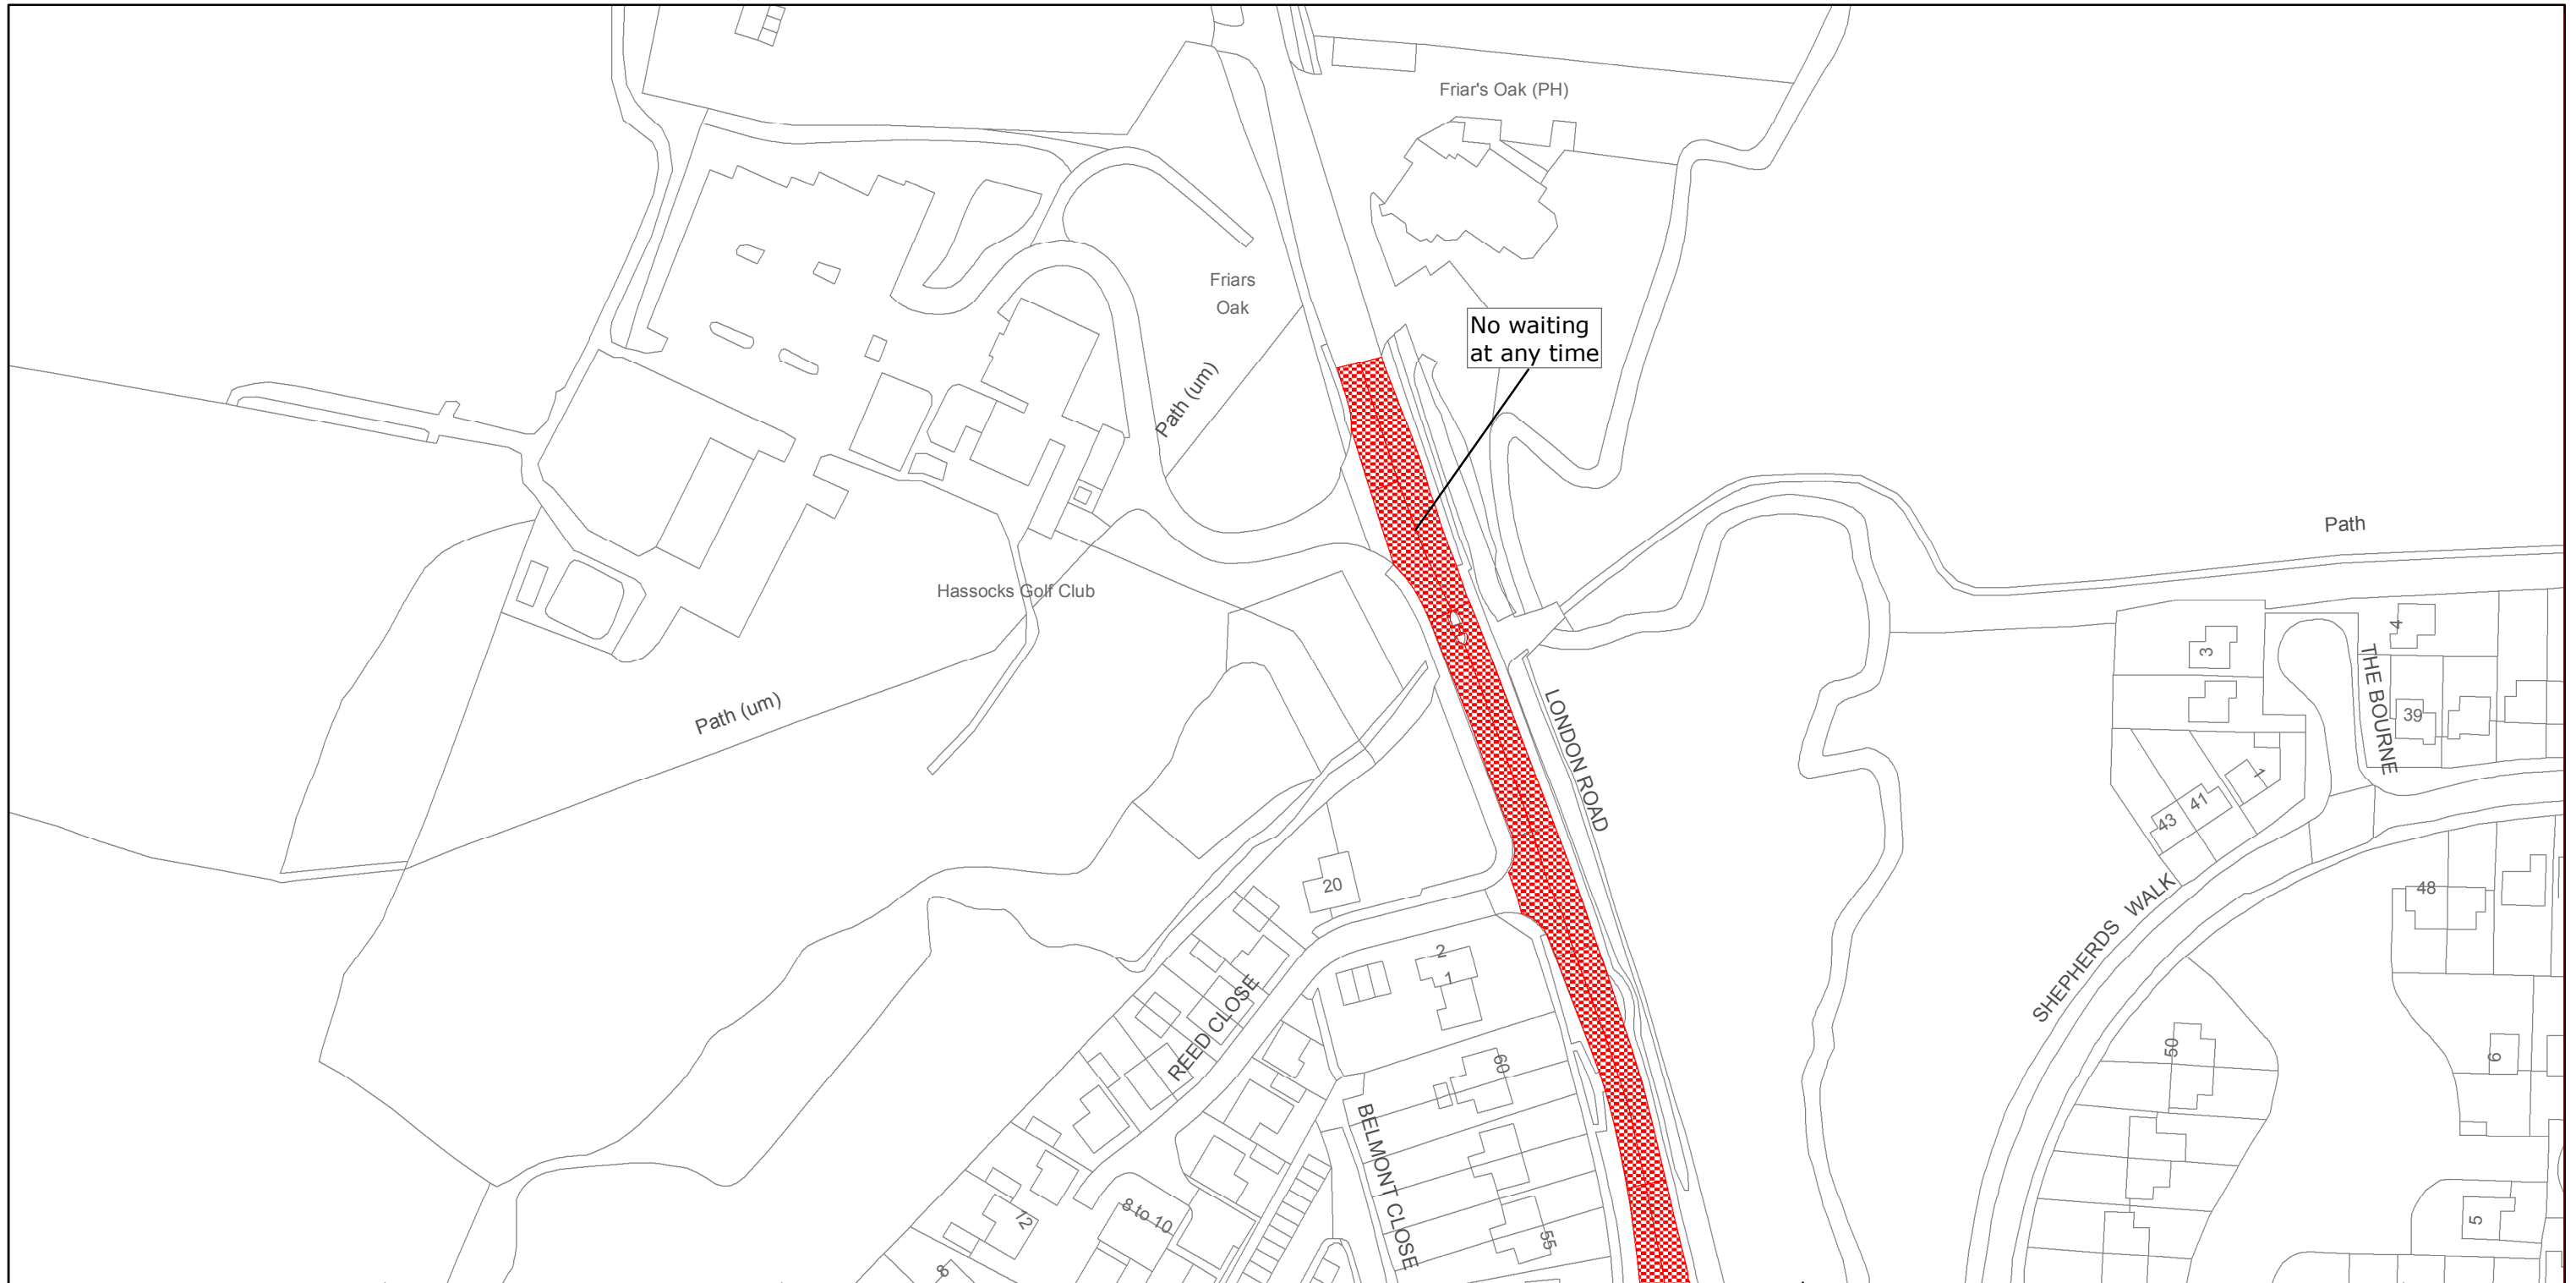 Friar's Oak (PH)
Friars
Oak
No waiting
at any time
Path (um)
Path
Hassocks Golf Club
4
3
THE BOURNE
39
Path (um)
LONDON ROAD
1
41
43
20
48
SHEPHERDS WALK
2
1
REED CLOSE
50
60
6
BELMONT CLOSE
12
8 to 10
55
5
8